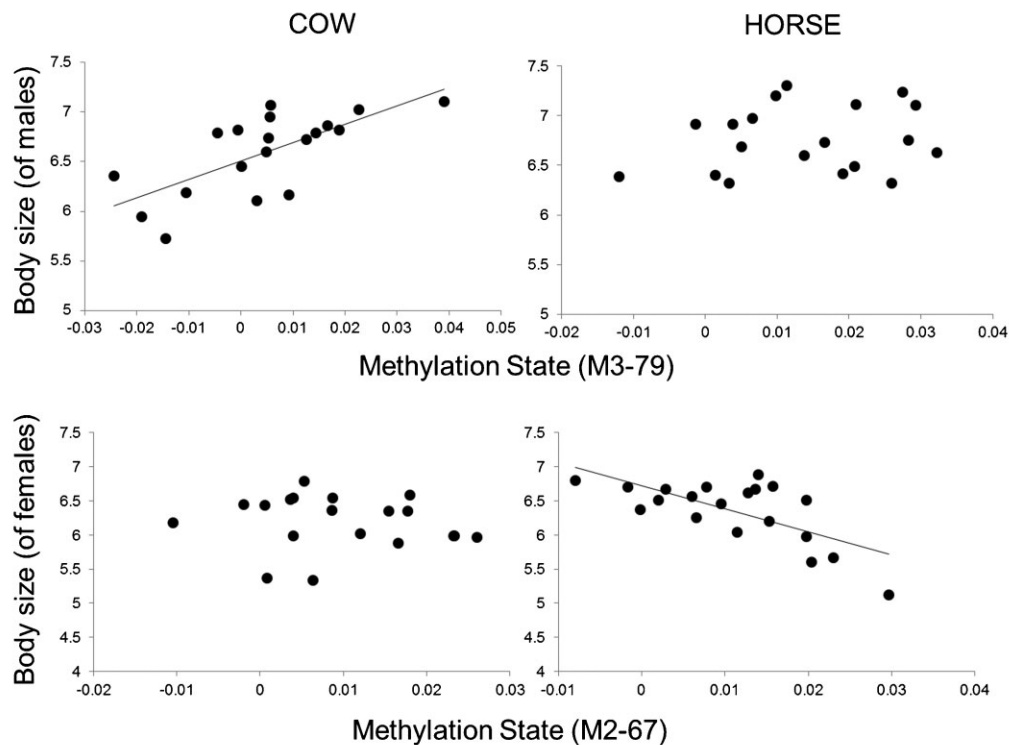 COW
HORSE
Body size (of males)
7.5
7
6.5
6
5.5
5
-0.03 -0.02 -0.01 0 0.01 0.02 0.03 0.04 0.05
7.5
7
6.5
6
5.5
5
-0.02 -0.01 0 0.01 0.02 0.03 0.04
Methylation State (M3-79)
Body size (of females)
7.5
7
6.5
6
5.5
5
4.5
4
-0.02 -0.01 0 0.01 0.02 0.03
7.5
7
6.5
6
5.5
5
4.5
4
-0.01 0 0.01 0.02 0.03 0.04
Methylation State (M2-67)